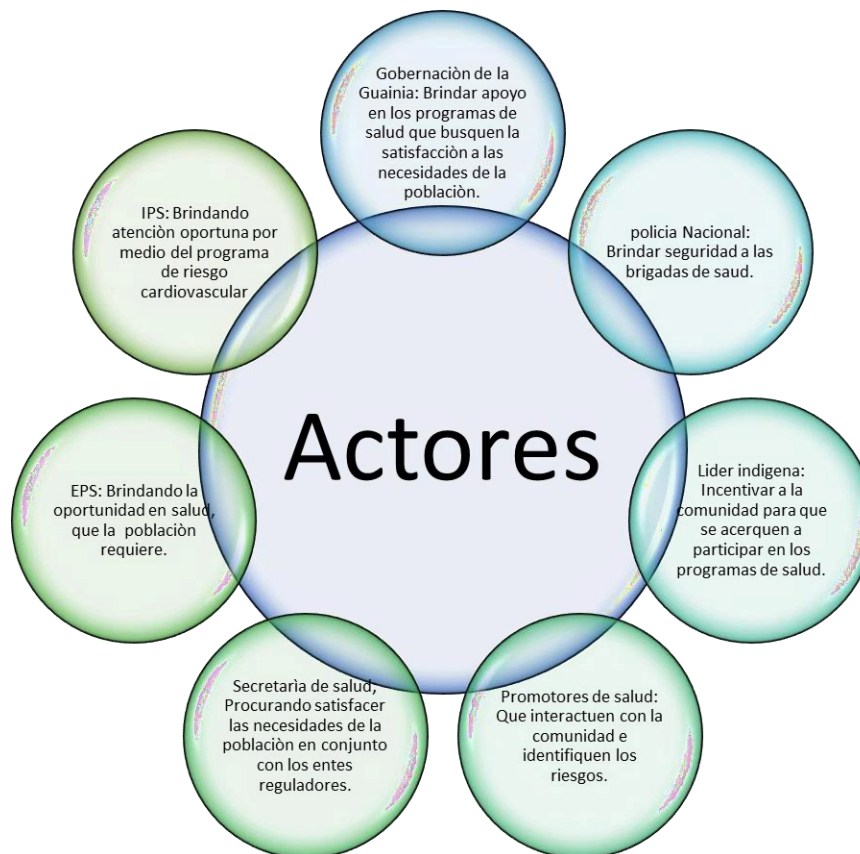 Gobernaciòn de la
Guainia: Brindar apoyo
en los programas de
salud que busquen la
satisfacciòn a las
necesidades de la
poblaciòn.
policia Nacional:
Brindar seguridad a las
brigadas de saud.
Lider indigena:
Incentivar a la
comunidad para que
se acerquen a
participar en los
programas de salud.
Promotores de salud:
Que interactuen con la
comunidad e
identifiquen los
riesgos.
Secretarìa de salud,
Procurando satisfacer
las necesidades de la
poblaciòn en conjunto
con los entes
reguladores.
EPS: Brindando la
oportunidad en salud,
que la poblaciòn
requiere.
IPS: Brindando
atenciòn oportuna por
medio del programa
de riesgo
cardiovascular
Actores